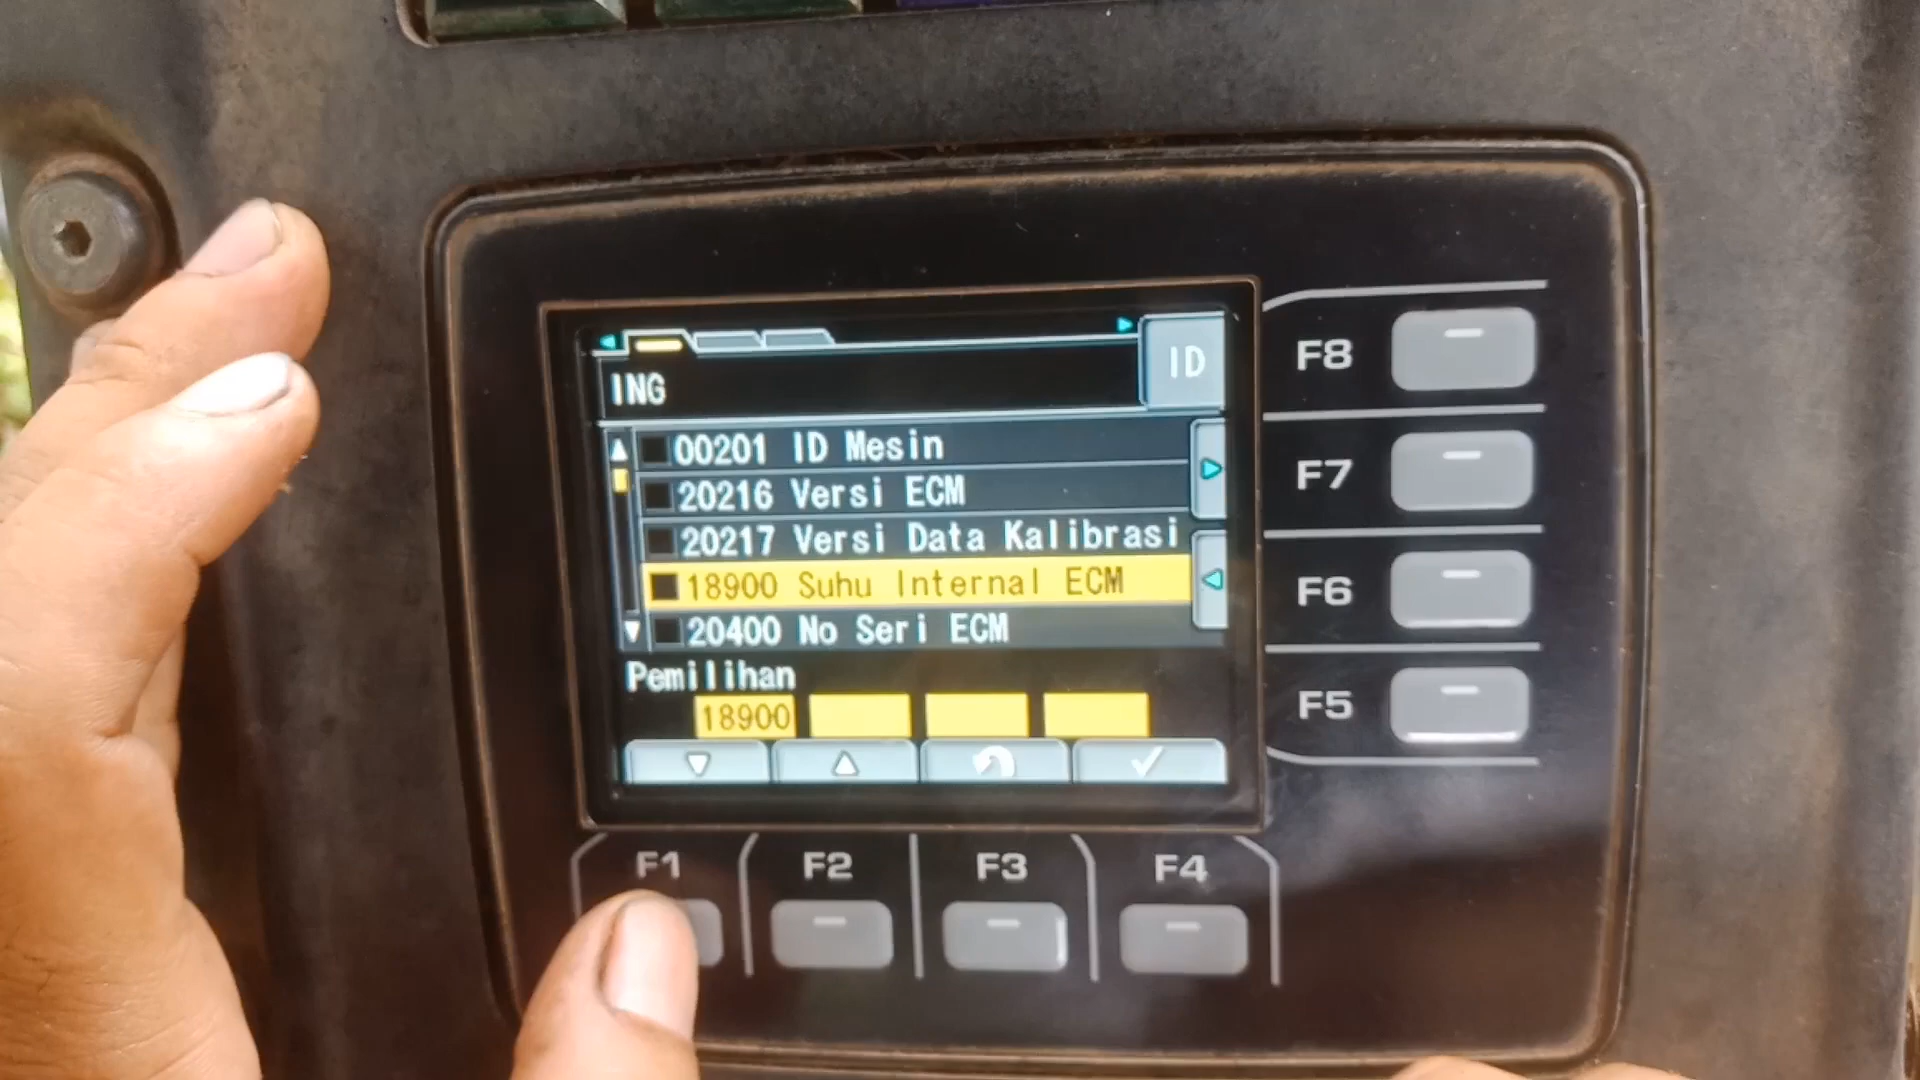 ING
ID
00201 ID Mesin
20216 Versi ECM
20217 Versi Data Kalibrasi
18900 Suhu Internal ECM
20400 No Seri ECM
Pemilihan
18900
F8
F7
F6
F5
F1 F2 F3 F4